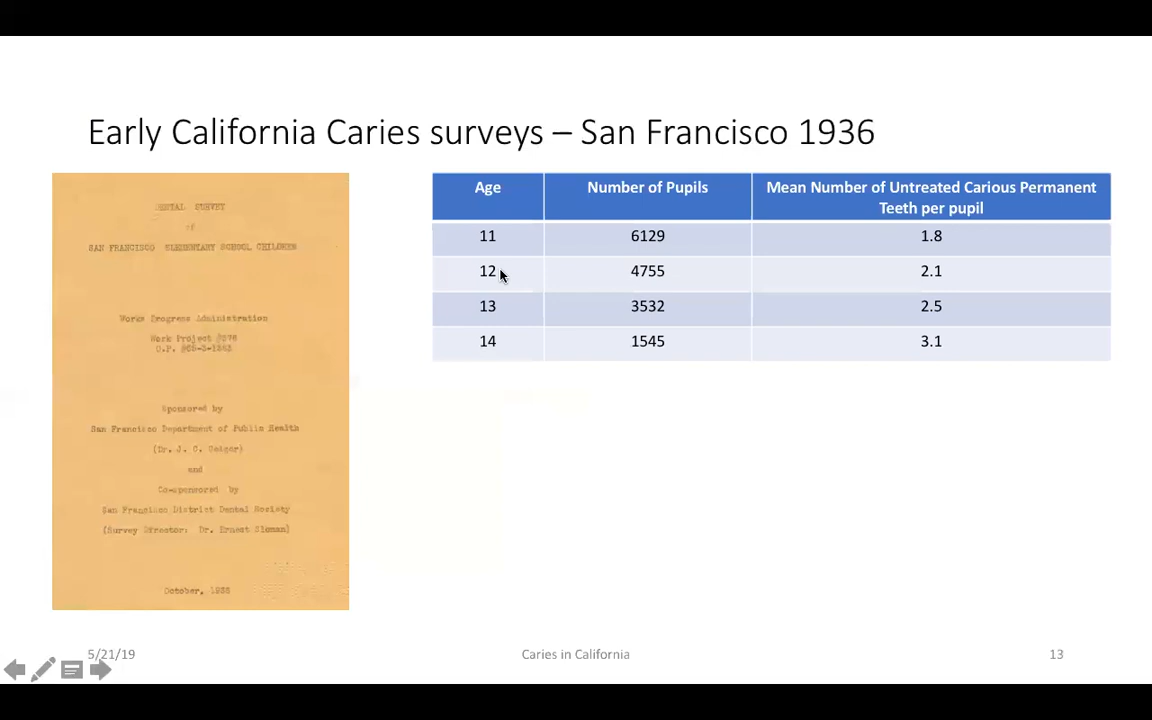 Early California Caries surveys – San Francisco 1936
DENTAL SURVEY
of
SAN FRANCISCO ELEMENTARY SCHOOL CHILDREN
Works Progress Administration
Work Project
O.P.
Sponsored by
San Francisco Department of Public Health
(Dr. J. C. Geiger)
and
Co-sponsored by
San Francisco District Dental Society
(Survey Director: Dr. Ernest Sloman)
October,
Age Number of Pupils Mean Number of Untreated Carious Permanent
Teeth per pupil
11 6129 1.8
12 4755 2.1
13 3532 2.5
14 1545 3.1
5/21/19 Caries in California 13